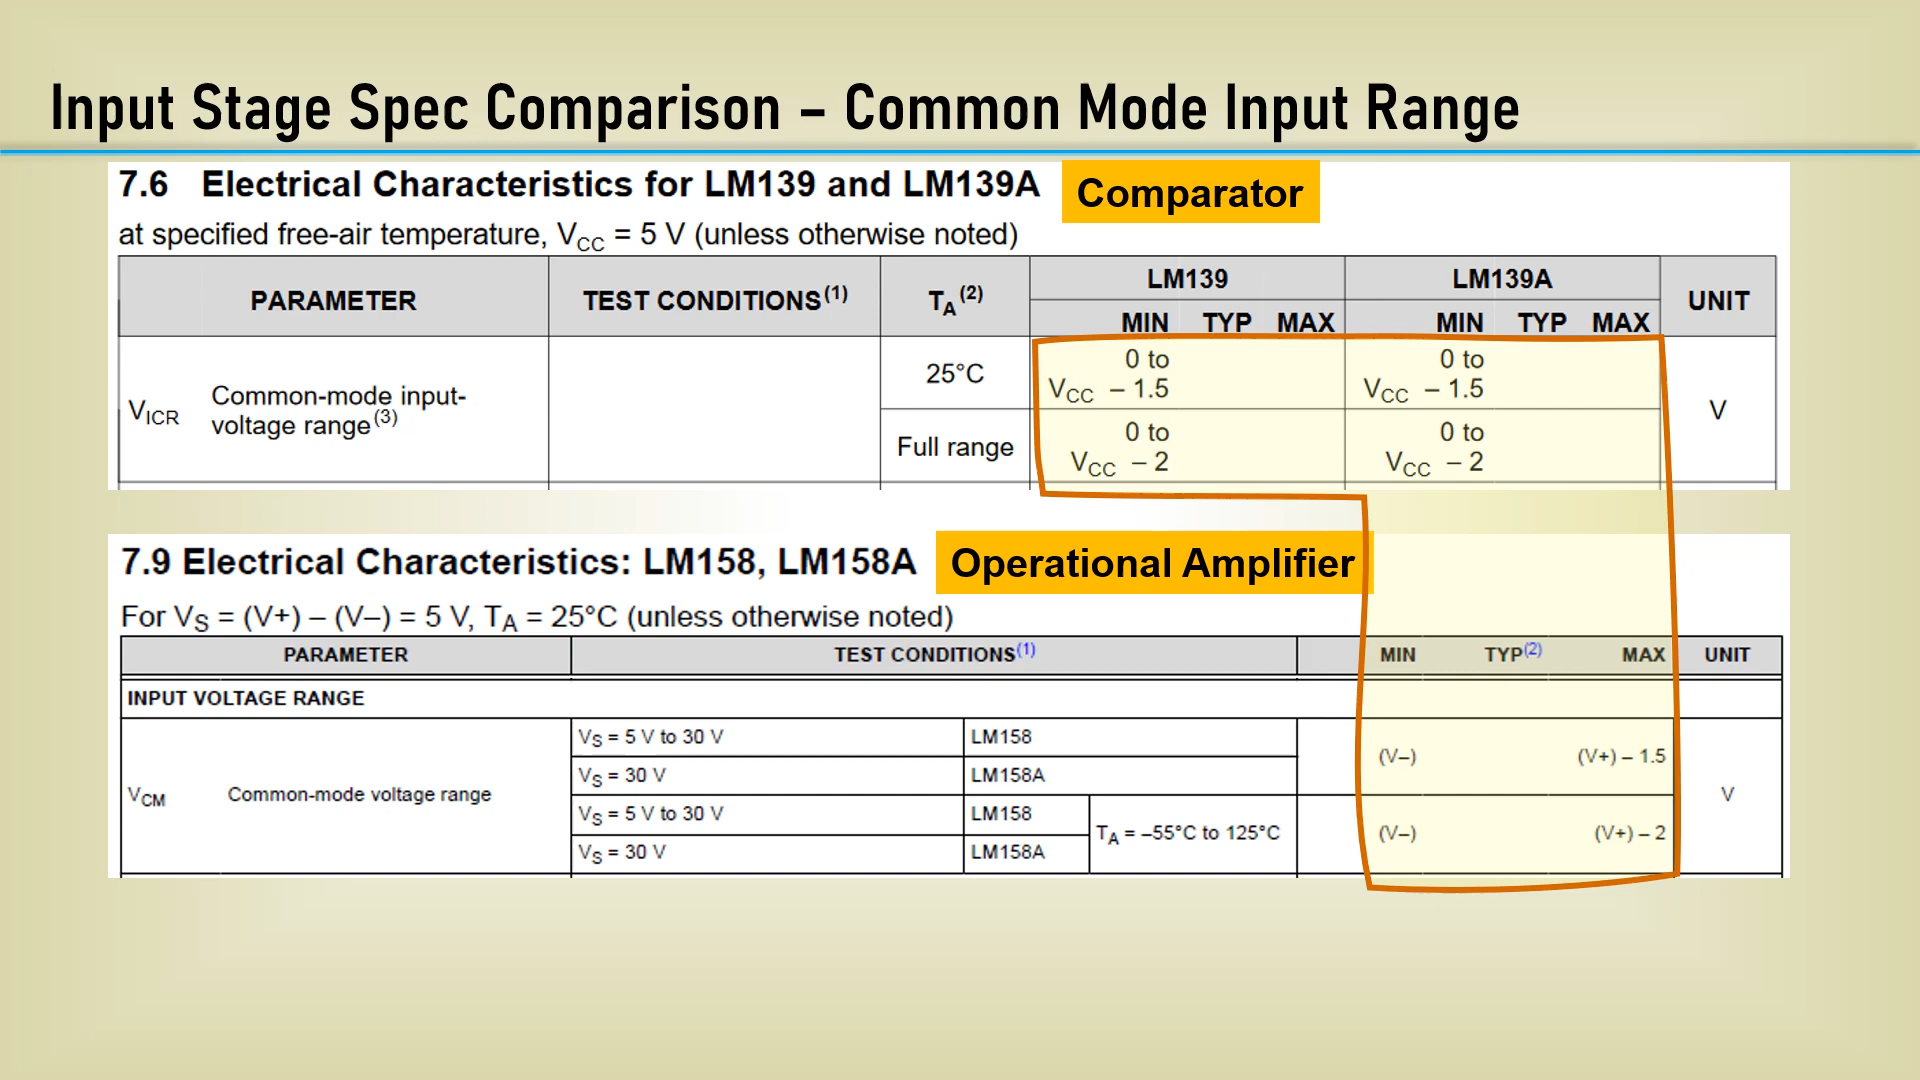 Input Stage Spec Comparison – Common Mode Input Range
7.6 Electrical Characteristics for LM139 and LM139A
Comparator
at specified free-air temperature, VCC = 5 V (unless otherwise noted)
PARAMETER TEST CONDITIONS(1) TA(2) LM139 LM139A UNIT
MIN TYP MAX MIN TYP MAX
VICR Common-mode input-voltage range(3) 25°C 0 to VCC – 1.5 0 to VCC – 1.5 V
Full range 0 to VCC – 2 0 to VCC – 2
7.9 Electrical Characteristics: LM158, LM158A
Operational Amplifier
For VS = (V+) – (V–) = 5 V, TA = 25°C (unless otherwise noted)
PARAMETER TEST CONDITIONS(1) MIN TYP(2) MAX UNIT
INPUT VOLTAGE RANGE
VCM Common-mode voltage range VS = 5 V to 30 V LM158 (V–) (V+) – 1.5 V
VS = 30 V LM158A
VS = 5 V to 30 V LM158 TA = –55°C to 125°C (V–) (V+) – 2
VS = 30 V LM158A